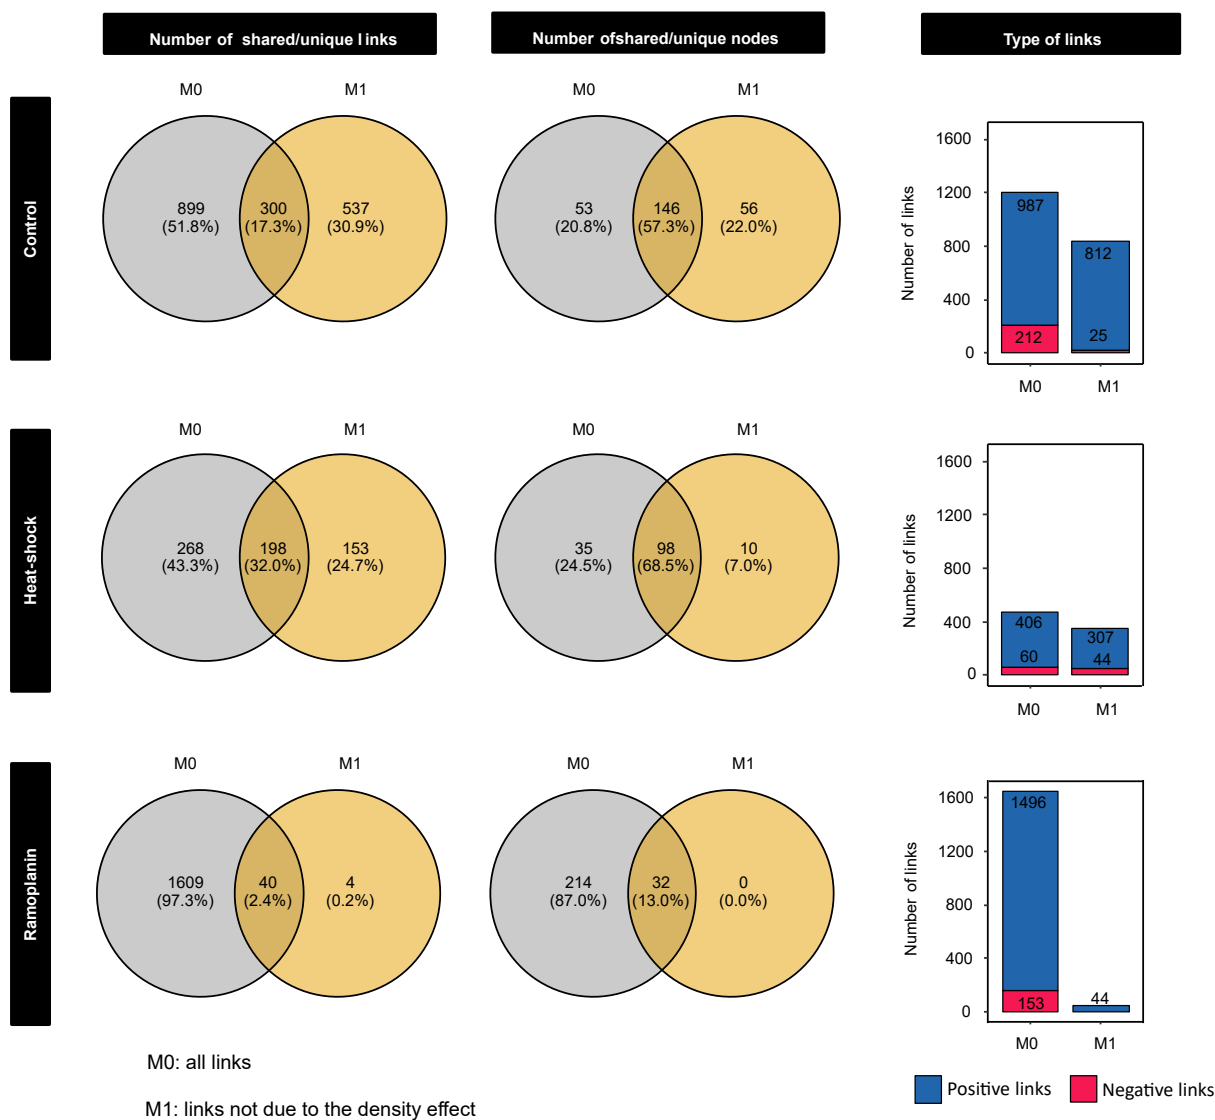 Number of shared/unique l inks
Number ofshared/unique nodes
Type of links
Control
M0
M1
899
(51.8%)
300
(17.3%)
537
(30.9%)
M0
M1
53
(20.8%)
146
(57.3%)
56
(22.0%)
Number of links
1600
1200
800
400
0
987
212
812
25
M0
M1
Heat-shock
M0
M1
268
(43.3%)
198
(32.0%)
153
(24.7%)
M0
M1
35
(24.5%)
98
(68.5%)
10
(7.0%)
Number of links
1600
1200
800
400
0
406
60
307
44
M0
M1
Ramoplanin
M0
M1
1609
(97.3%)
40
(2.4%)
4
(0.2%)
M0
M1
214
(87.0%)
32
(13.0%)
0
(0.0%)
Number of links
1600
1200
800
400
0
1496
153
44
M0
M1
M0: all links
M1: links not due to the density effect
Positive links
Negative links